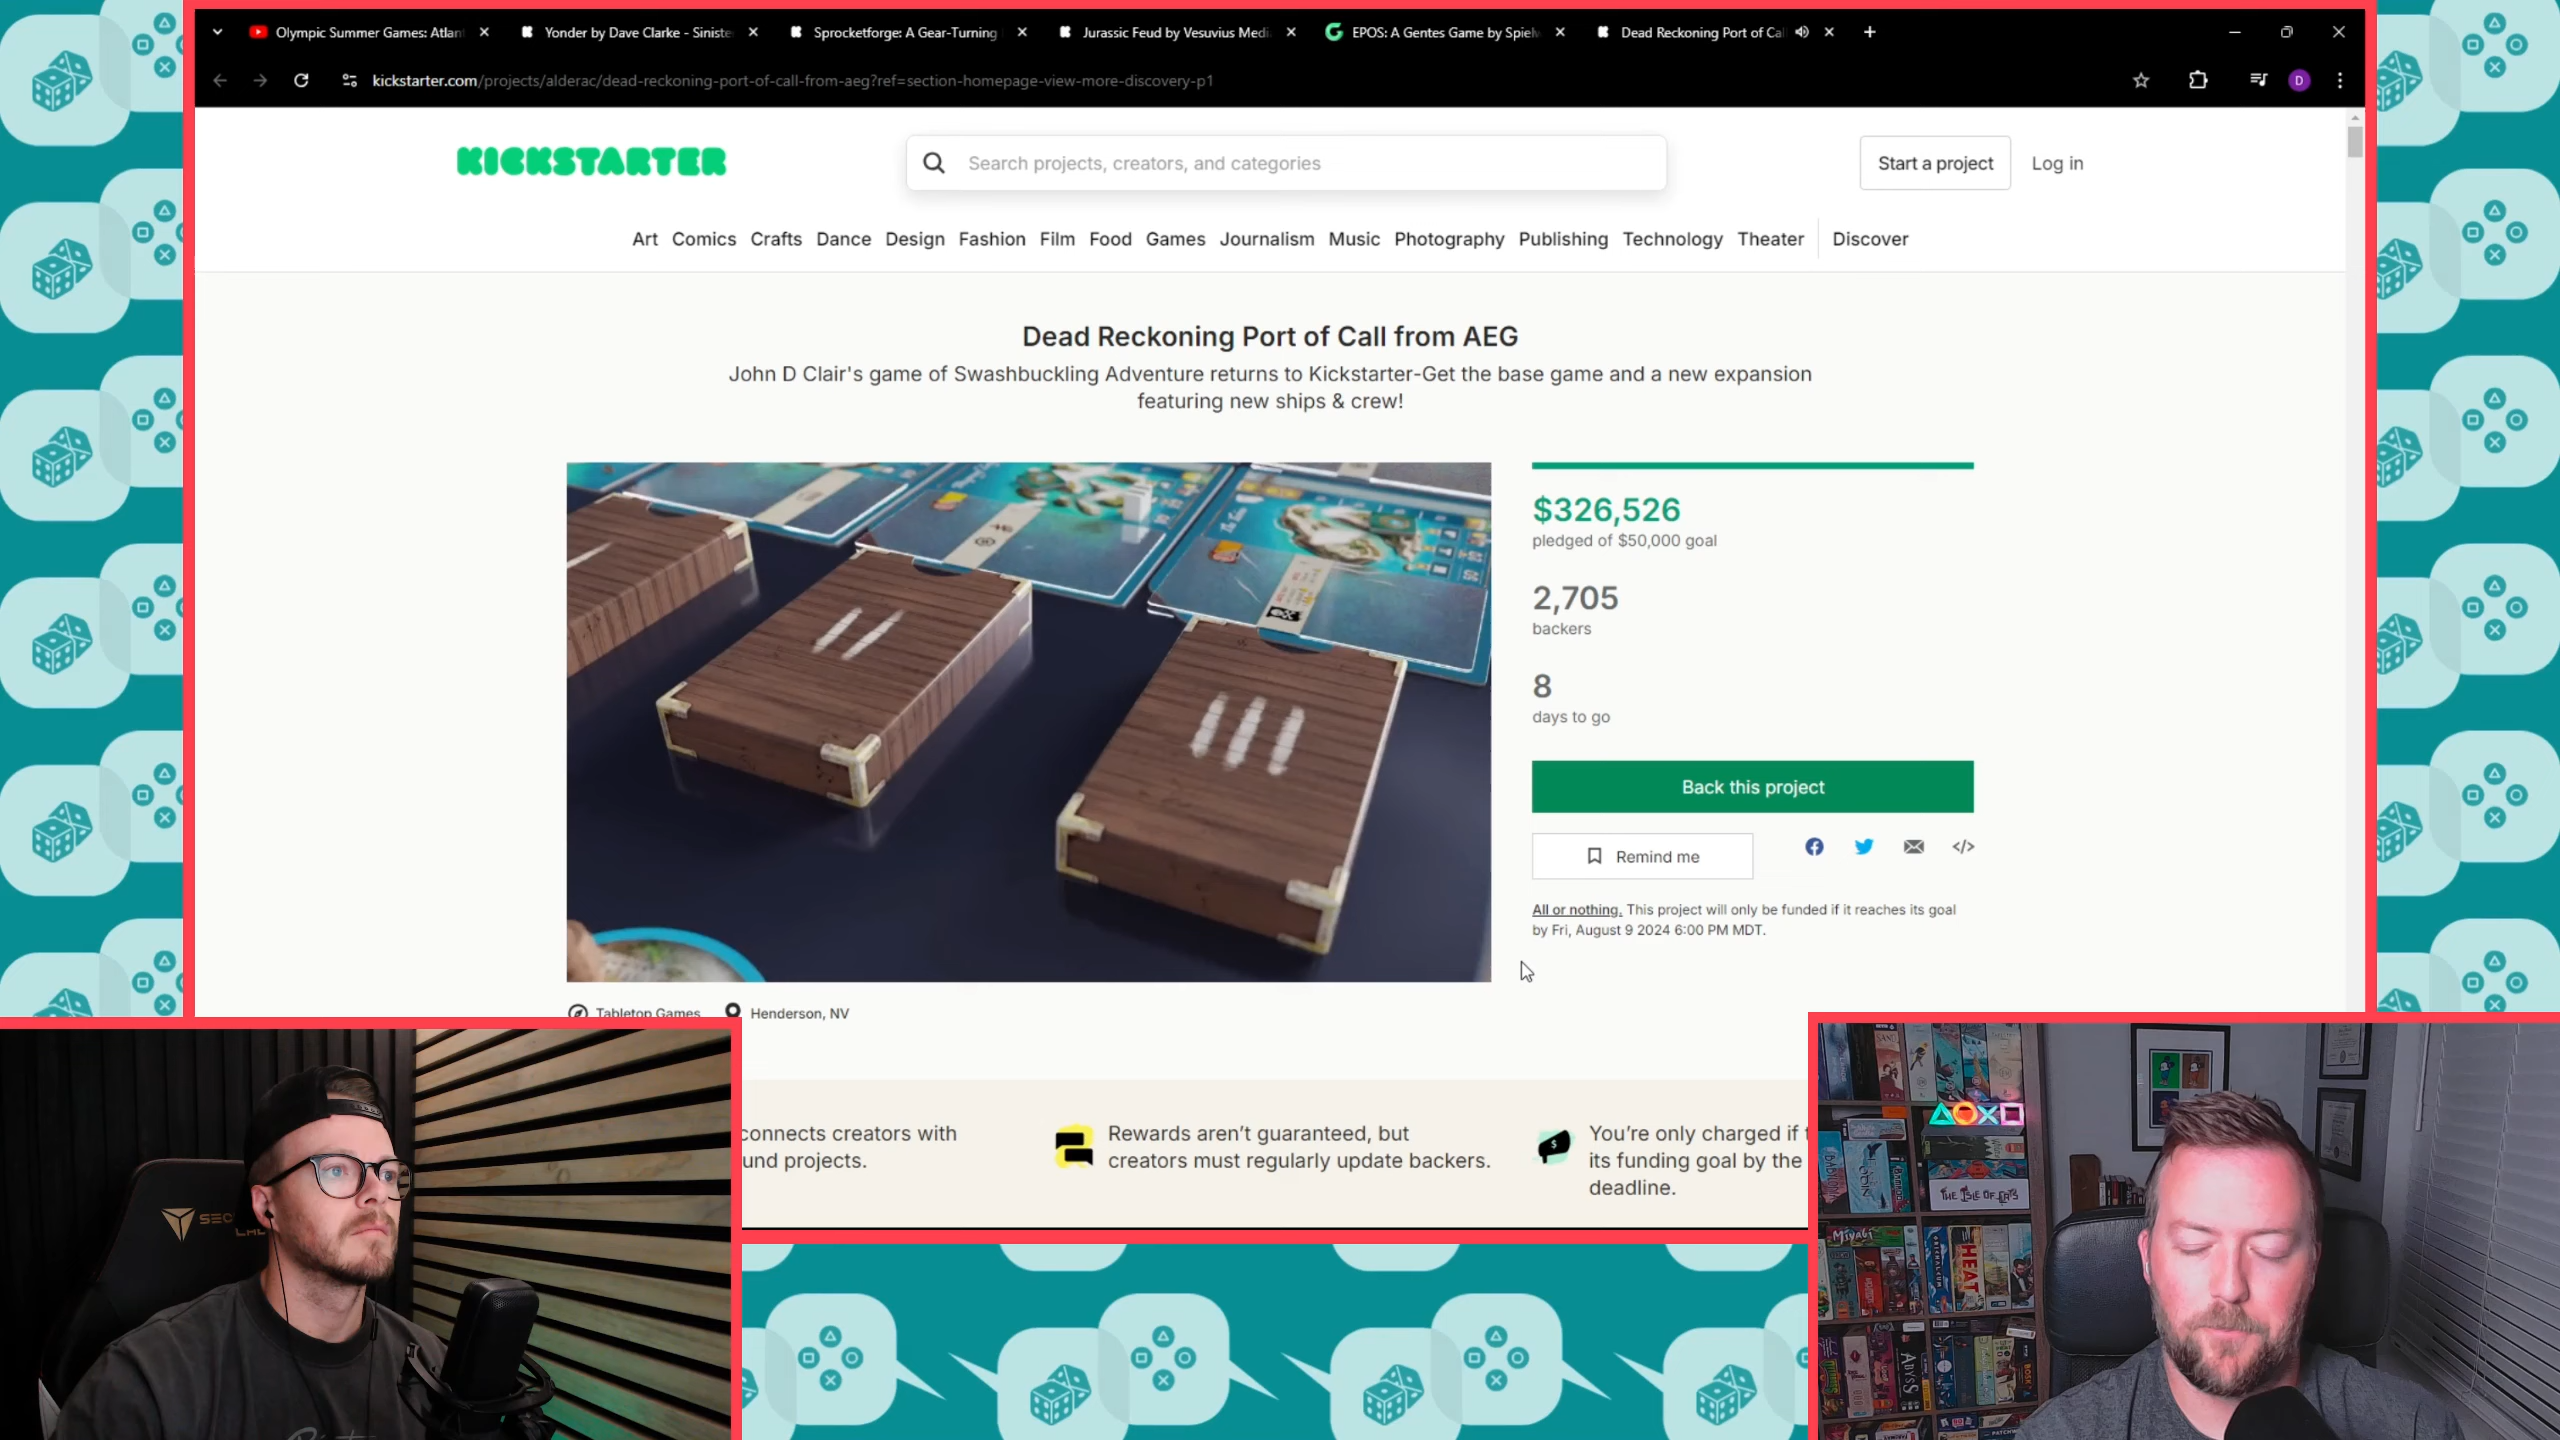 Olympic Summer Games: Atlan
Yonder by Dave Clarke - Siniste
Sprocketforge: A Gear-Turning
Jurassic Feud by Vesuvius Medi
EPOS: A Gentes Game by Spiel
Dead Reckoning Port of Cal
kickstarter.com/projects/alderac/dead-reckoning-port-of-call-from-aeg?ref=section-homepage-view-more-discovery-p1
D
KICKSTARTER
Search projects, creators, and categories
Start a project
Log in
Art Comics Crafts Dance Design Fashion Film Food Games Journalism Music Photography Publishing Technology Theater Discover
Dead Reckoning Port of Call from AEG
John D Clair's game of Swashbuckling Adventure returns to Kickstarter-Get the base game and a new expansion
featuring new ships & crew!
$326,526
pledged of $50,000 goal
2,705
backers
8
days to go
Back this project
Remind me
All or nothing. This project will only be funded if it reaches its goal
by Fri, August 9 2024 6:00 PM MDT.
Tabletop Games
Henderson, NV
connects creators with
und projects.
Rewards aren't guaranteed, but
creators must regularly update backers.
You're only charged if
its funding goal by the
deadline.
THE ISLE OF CATS
MIYAGI
HEAT
ABYSS